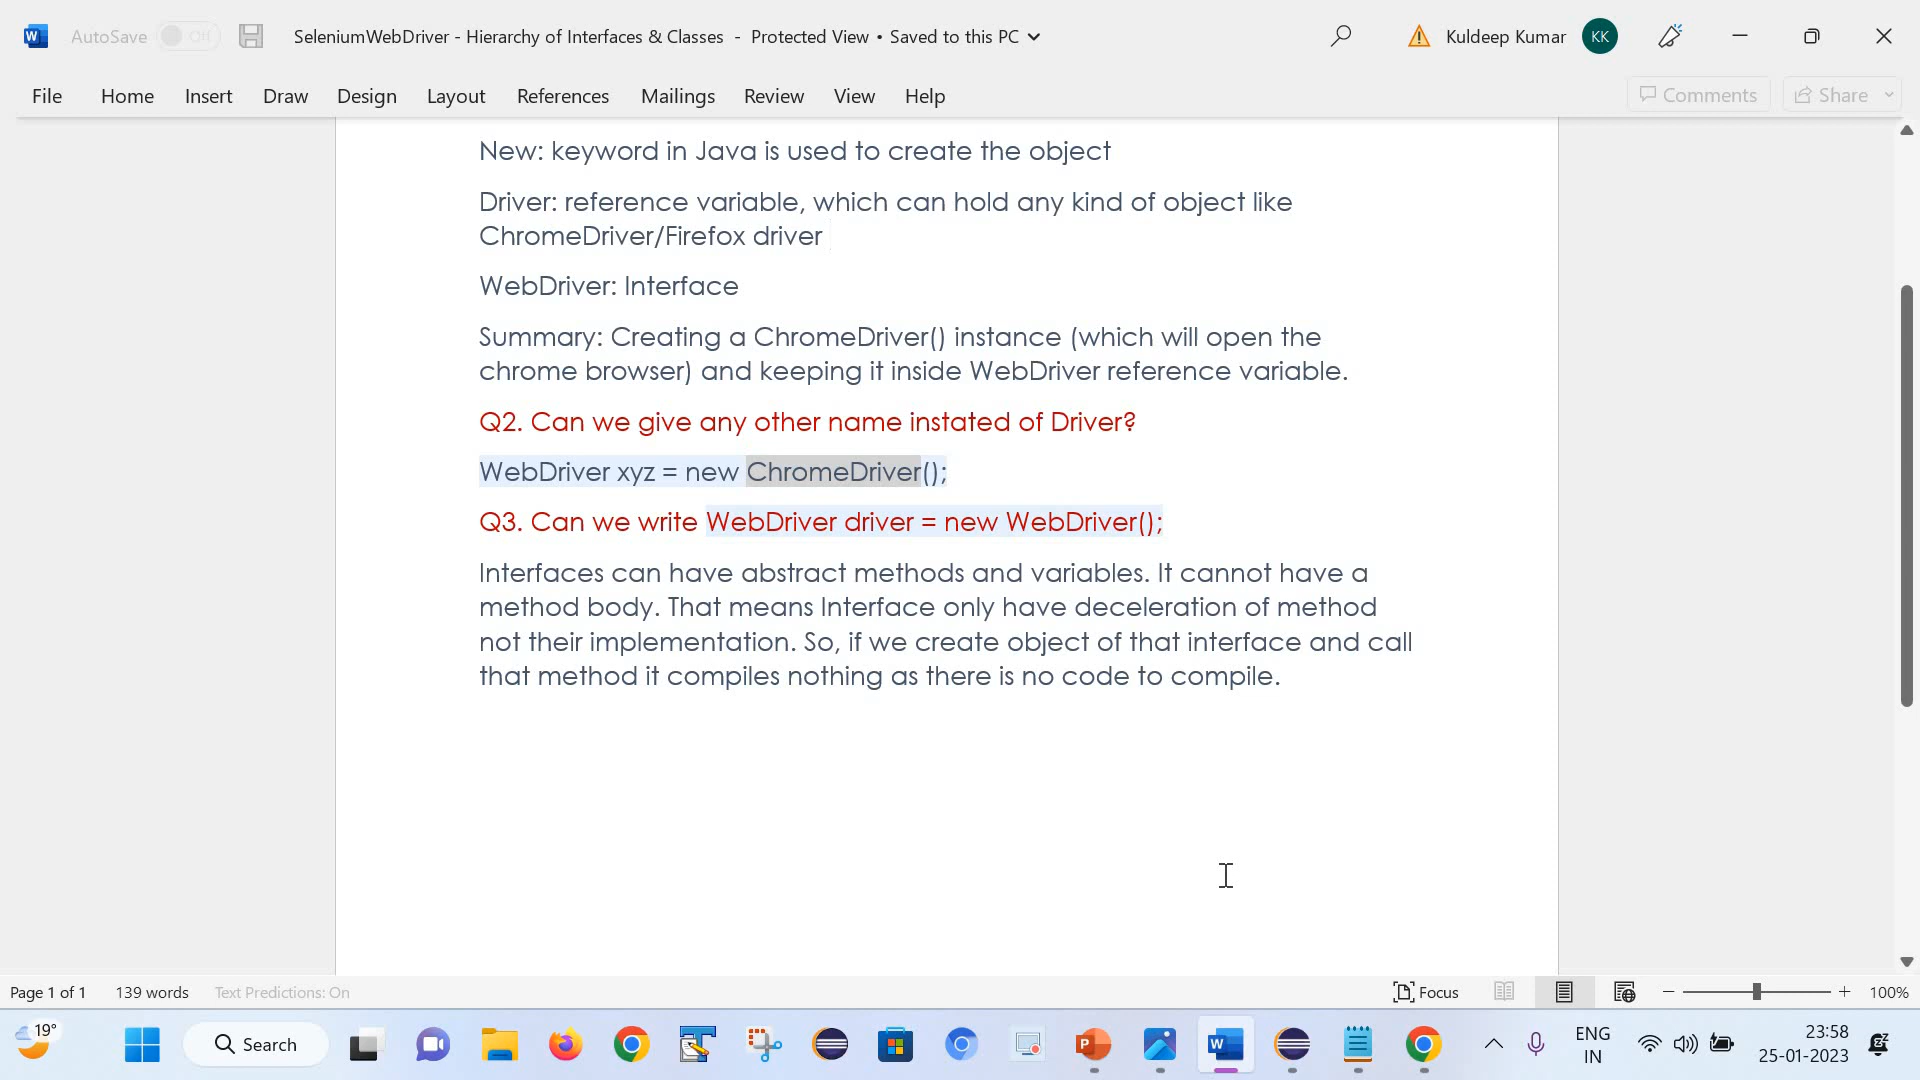 AutoSave Off SeleniumWebDriver - Hierarchy of Interfaces & Classes - Protected View • Saved to this PC Kuldeep Kumar KK
File Home Insert Draw Design Layout References Mailings Review View Help Comments Share
New: keyword in Java is used to create the object
Driver: reference variable, which can hold any kind of object like
ChromeDriver/Firefox driver
WebDriver: Interface
Summary: Creating a ChromeDriver() instance (which will open the
chrome browser) and keeping it inside WebDriver reference variable.
Q2. Can we give any other name instated of Driver?
WebDriver xyz = new ChromeDriver();
Q3. Can we write WebDriver driver = new WebDriver();
Interfaces can have abstract methods and variables. It cannot have a
method body. That means Interface only have deceleration of method
not their implementation. So, if we create object of that interface and call
that method it compiles nothing as there is no code to compile.
Page 1 of 1 139 words Text Predictions: On Focus 100%
19° Search ENG 23:58
IN 25-01-2023